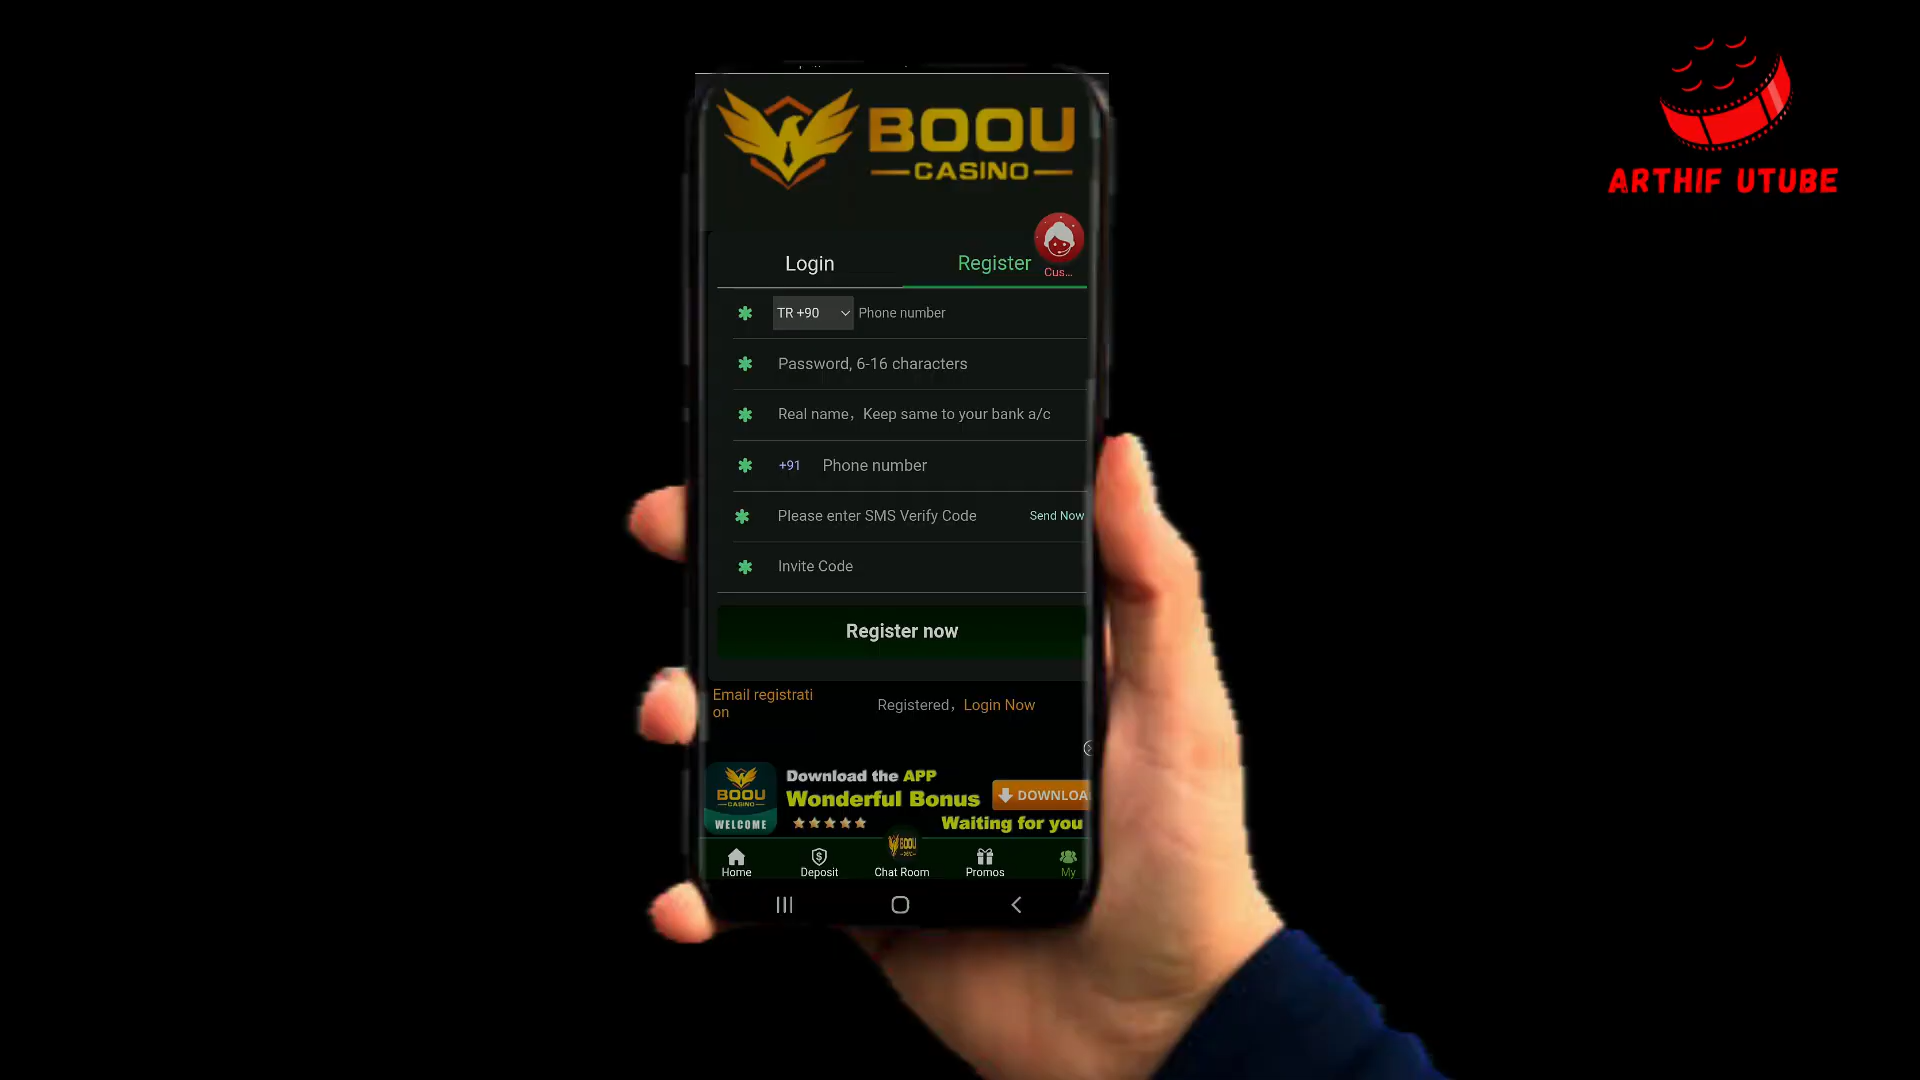 BOOU
CASINO
ARTHIF UTUBE
Login
Register
Cus...
TR +90
Phone number
Password, 6-16 characters
Real name，Keep same to your bank a/c
+91
Phone number
Please enter SMS Verify Code
Send Now
Invite Code
Register now
Email registrati
on
Registered，Login Now
Download the APP
Wonderful Bonus
DOWNLOA
Waiting for you
BOOU
CASINO
WELCOME
BOOU
Home
Deposit
Chat Room
Promos
My